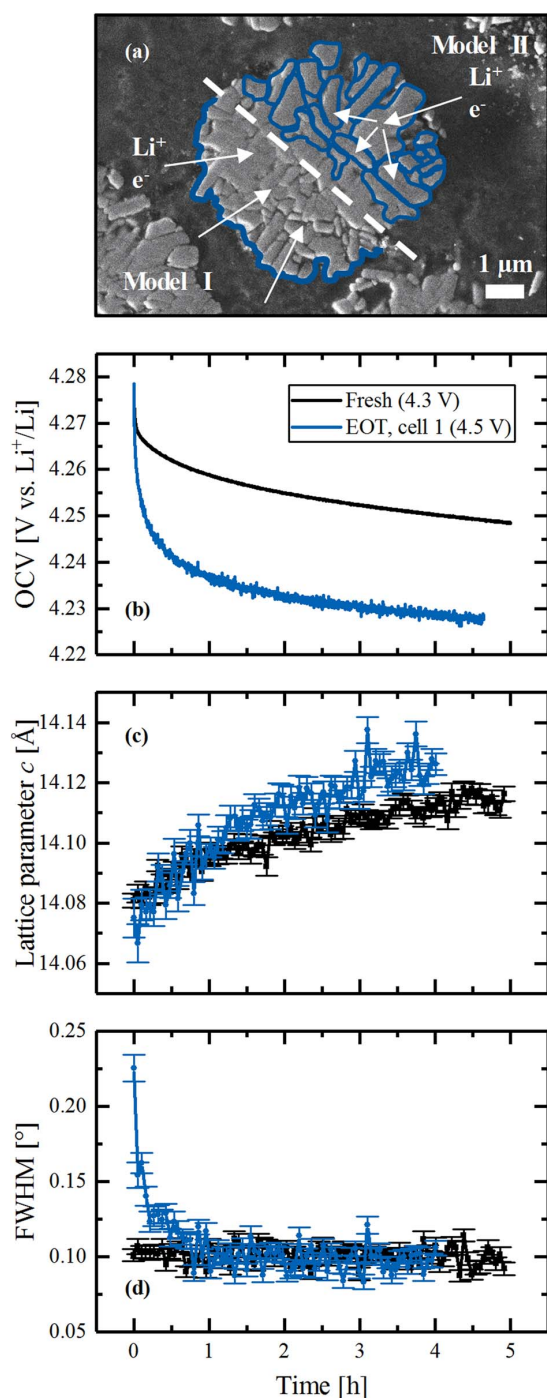 (a)
Model II
Li⁺
e⁻
Li⁺
e⁻
Model I
1 μm
4.28
4.27
4.26
4.25
4.24
4.23
4.22
OCV [V vs. Li⁺/Li]
Fresh (4.3 V)
EOT, cell 1 (4.5 V)
(b)
14.14
14.12
14.10
14.08
14.06
Lattice parameter c [Å]
(c)
0.25
0.20
0.15
0.10
0.05
FWHM [°]
(d)
0 1 2 3 4 5
Time [h]